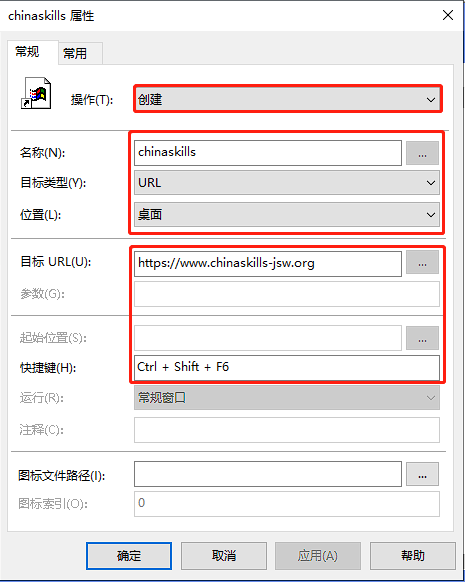 chinaskills 属性
常规 常用
操作(T): 创建
名称(N): chinaskills ...
目标类型(Y): URL
位置(L): 桌面
目标 URL(U): https://www.chinaskills-jsw.org ...
参数(G):
起始位置(S): ...
快捷键(H): Ctrl + Shift + F6
运行(R): 常规窗口
注释(C):
图标文件路径(I): ...
图标索引(O): 0
确定 取消 应用(A) 帮助